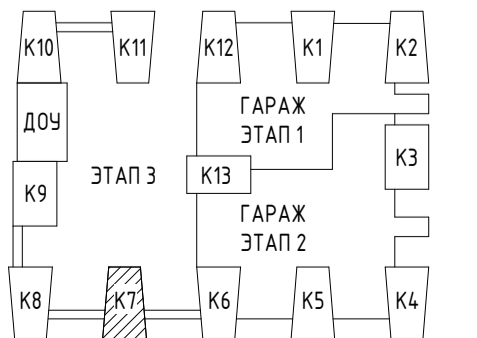 К10 К11 К12 К1 К2
ГАРАЖ
ЭТАП 1
ДОУ
К3
ЭТАП 3
К13
К9
ГАРАЖ
ЭТАП 2
К8 К7 К6 К5 К4